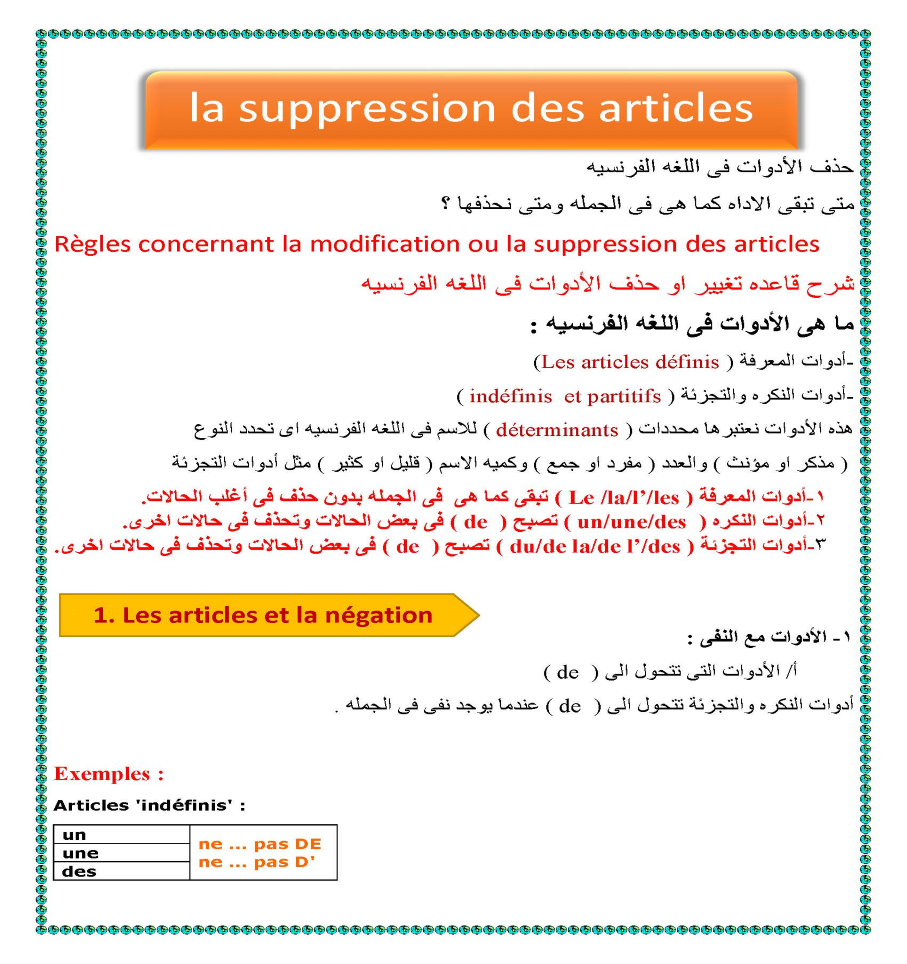 la suppression des articles
حذف الأدوات فى اللغه الفرنسيه
متى تبقى الاداه كما هى فى الجمله ومتى نحذفها ؟
Règles concernant la modification ou la suppression des articles
شرح قاعده تغيير او حذف الأدوات فى اللغه الفرنسيه
ما هى الأدوات فى اللغه الفرنسيه :
-أدوات المعرفة ( Les articles définis)
-أدوات النكره والتجزئة ( indéfinis et partitifs )
هذه الأدوات نعتبرها محددات ( déterminants ) للاسم فى اللغه الفرنسيه اى تحدد النوع
( مذكر او مؤنث ) والعدد ( مفرد او جمع ) وكميه الاسم ( قليل او كثير ) مثل أدوات التجزئة
١-أدوات المعرفة ( Le /la/l’/les ) تبقى كما هى فى الجمله بدون حذف فى أغلب الحالات.
٢-أدوات النكره ( un/une/des ) تصبح ( de ) فى بعض الحالات وتحذف فى حالات اخرى.
٣-أدوات التجزئة ( du/de la/de l’/des ) تصبح ( de ) فى بعض الحالات وتحذف فى حالات اخرى.
1. Les articles et la négation
١- الأدوات مع النفى :
أ/ الأدوات التى تتحول الى ( de )
أدوات النكره والتجزئة تتحول الى ( de ) عندما يوجد نفى فى الجمله .
Exemples :
Articles 'indéfinis' :
un
une
des
ne ... pas DE
ne ... pas D'